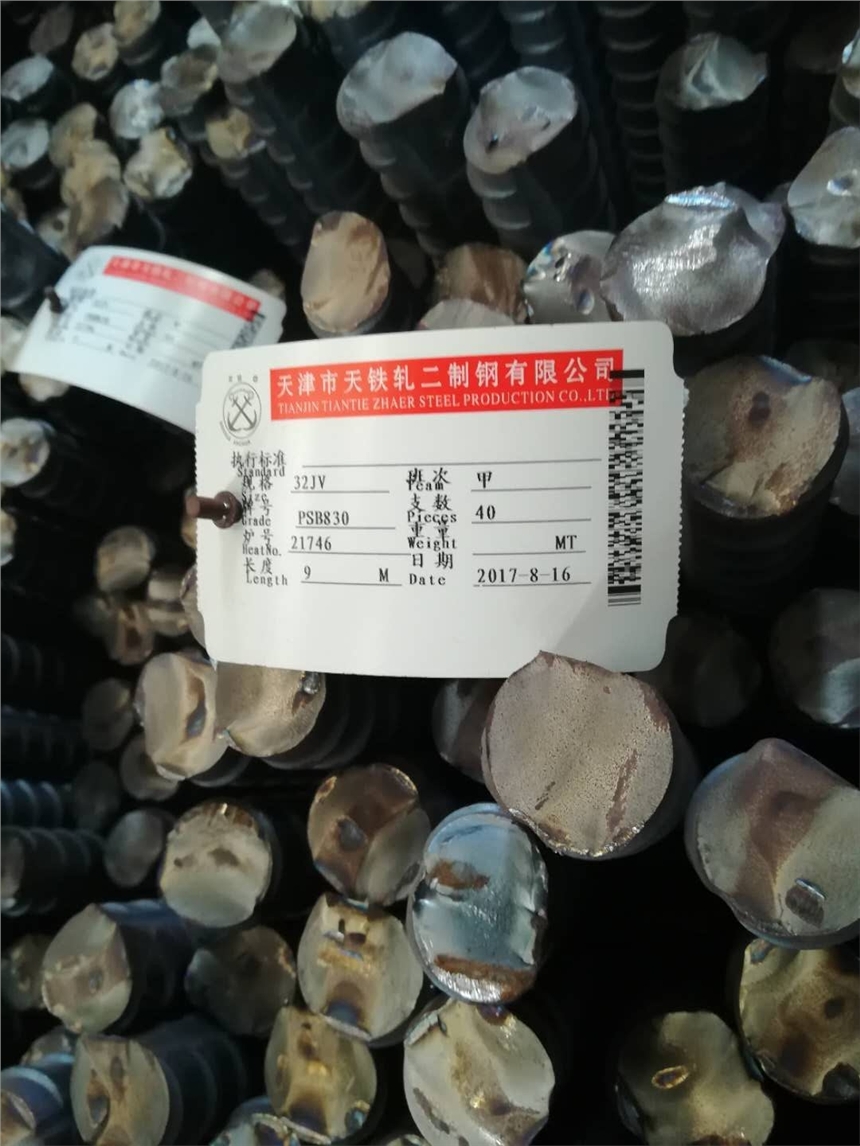 天津市天铁轧二制钢有限公司
TIANJIN TIANTIE ZHAER STEEL PRODUCTION CO.,LTD
执行标准
Standard
规格 32JV 班次 甲
Size Team
牌号 PSB830 支数 40
Grade Pieces
炉号 21746 重量 MT
HeatNo. Weight
长度 9 M 日期 2017-8-16
Length Date